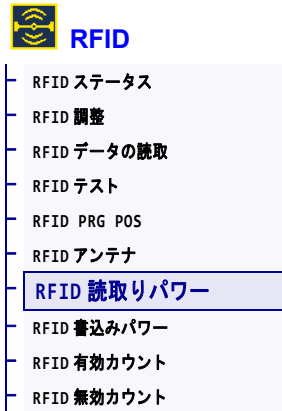 RFID
RFID ステータス
RFID 調整
RFID データの読取
RFID テスト
RFID PRG POS
RFID アンテナ
RFID 読取りパワー
RFID 書込みパワー
RFID 有効カウント
RFID 無効カウント